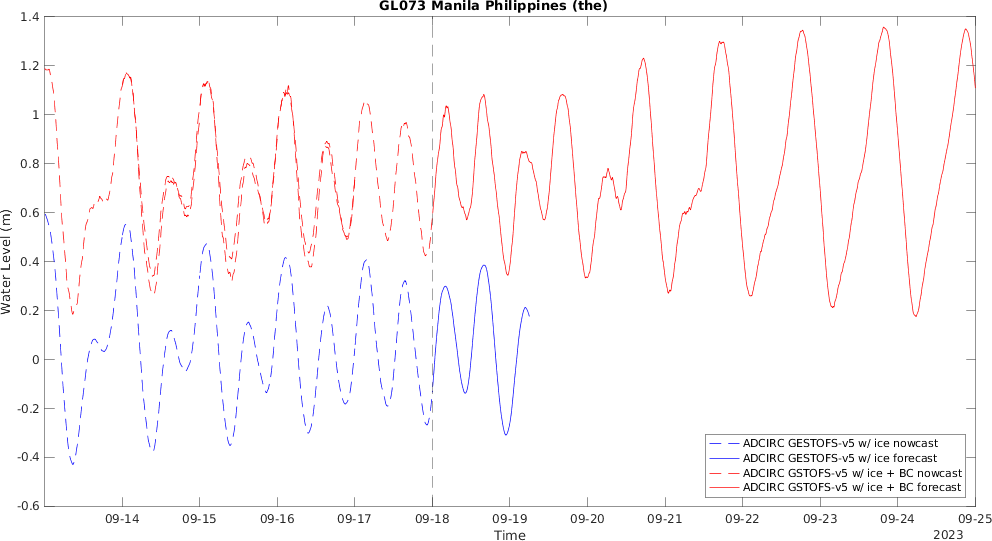 GL073 Manila Philippines (the)
1.4
1.2
1
0.8
0.6
0.4
0.2
0
-0.2
-0.4
-0.6
Water Level (m)
ADCIRC GESTOFS-v5 w/ ice nowcast
ADCIRC GESTOFS-v5 w/ ice forecast
ADCIRC GSTOFS-v5 w/ ice + BC nowcast
ADCIRC GSTOFS-v5 w/ ice + BC forecast
09-14 09-15 09-16 09-17 09-18 09-19 09-20 09-21 09-22 09-23 09-24 09-25
Time
2023